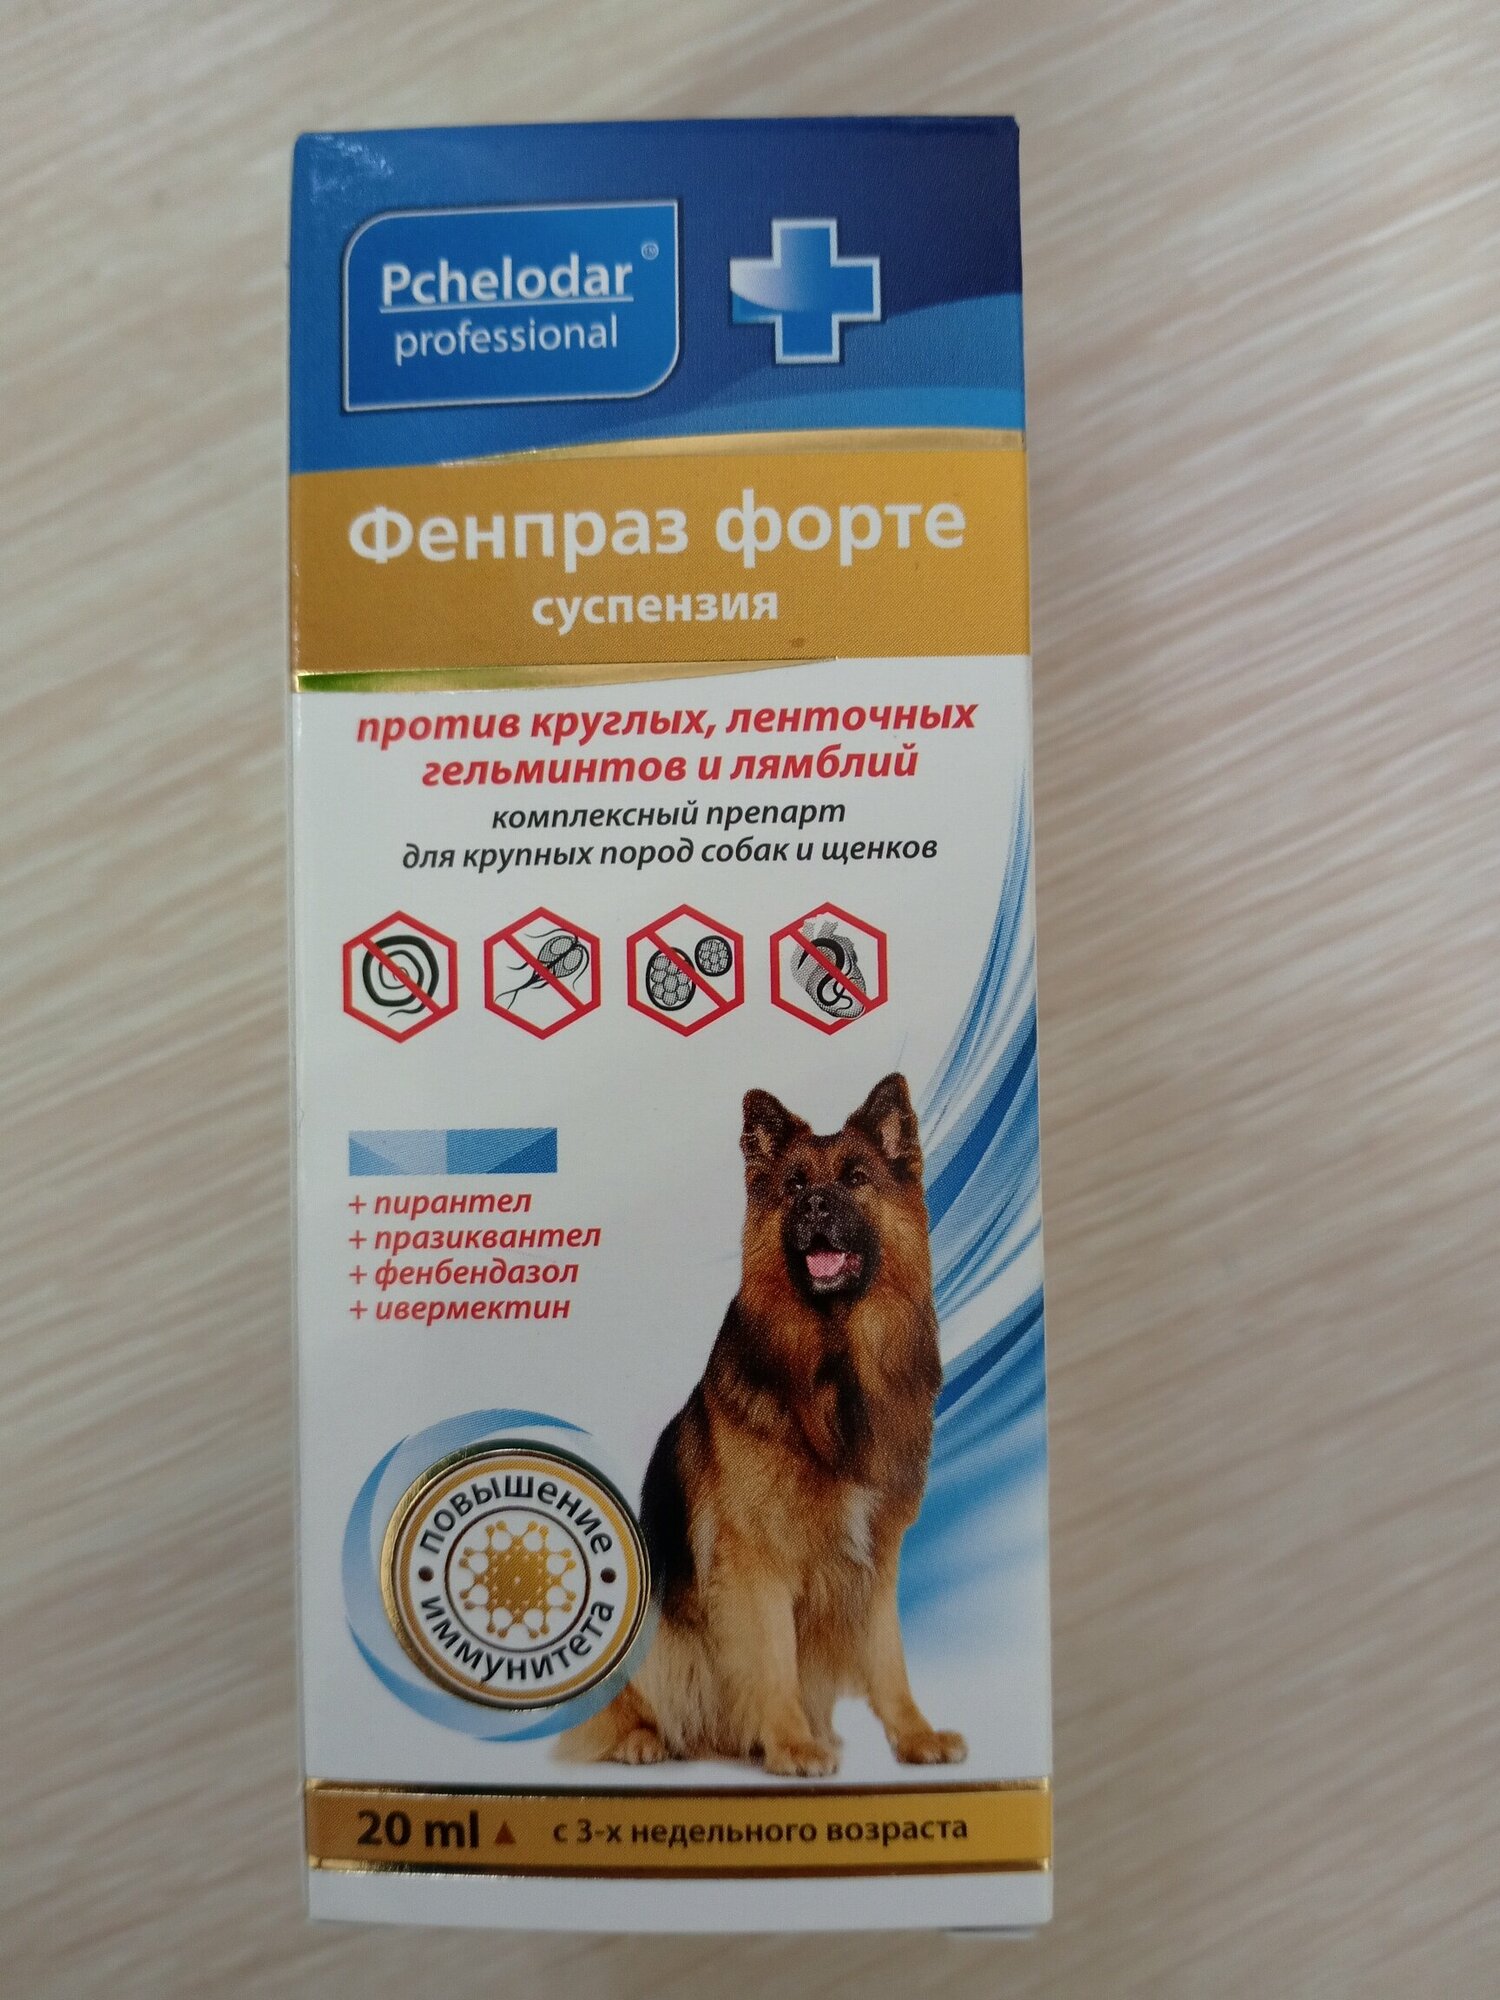 Pchelodar®
professional
Фенпраз форте
суспензия
против круглых, ленточных
гельминтов и лямблий
комплексный препарт
для крупных пород собак и щенков
+ пирантел
+ празиквантел
+ фенбендазол
+ ивермектин
• повышение •
иммунитета
20 ml ▲ с 3-х недельного возраста